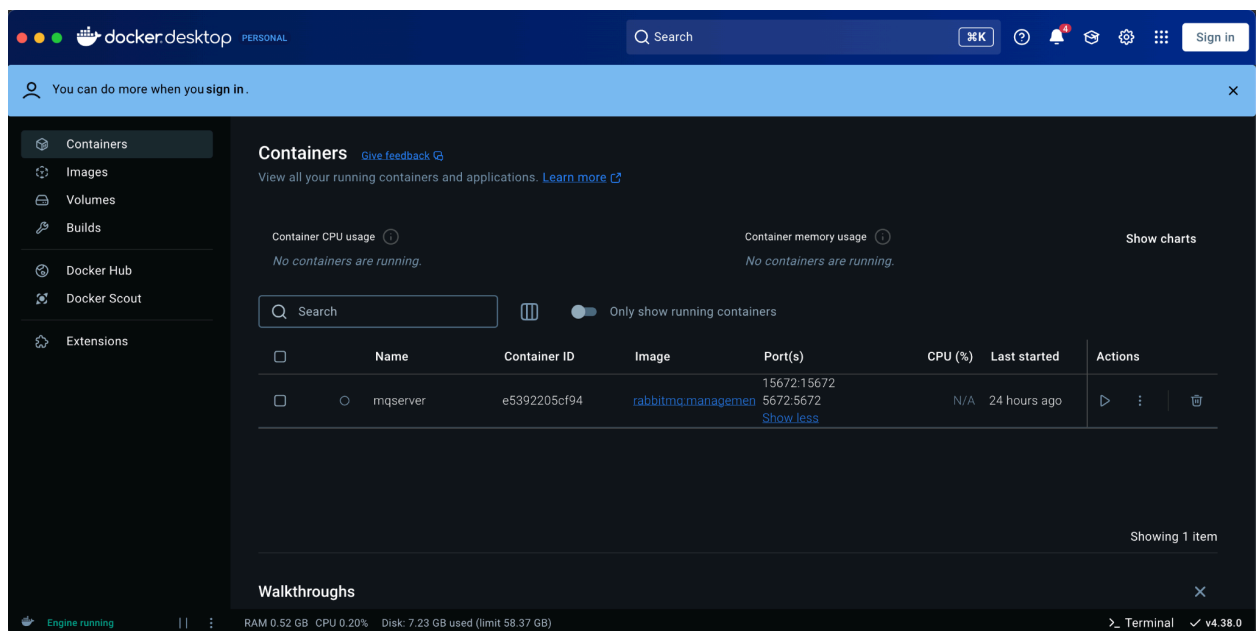 docker.desktop PERSONAL Search ⌘K 4 Sign in
You can do more when you sign in.
Containers
Images
Volumes
Builds
Docker Hub
Docker Scout
Extensions
Containers Give feedback
View all your running containers and applications. Learn more
Container CPU usage
No containers are running.
Container memory usage
No containers are running.
Show charts
Search
Only show running containers
Name Container ID Image Port(s) CPU (%) Last started Actions
mqserver e5392205cf94 rabbitmq:managemen 15672:15672
5672:5672
Show less
N/A 24 hours ago
Showing 1 item
Walkthroughs
Engine running RAM 0.52 GB CPU 0.20% Disk: 7.23 GB used (limit 58.37 GB) Terminal v4.38.0